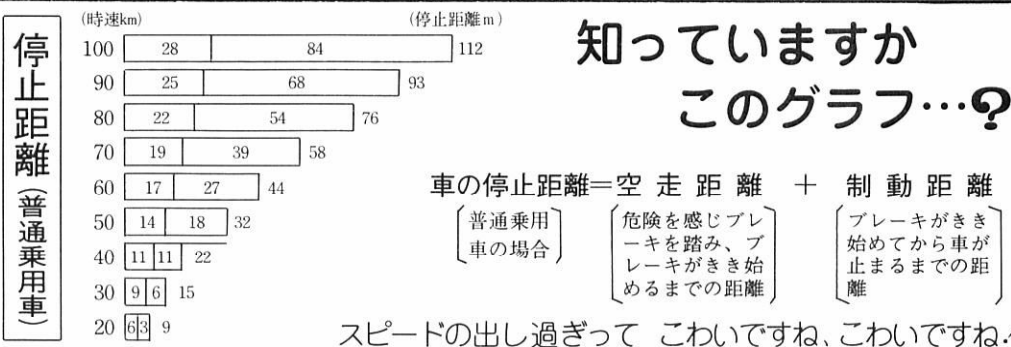 停止距離(普通乗用車)
(時速km) (停止距離m)
100 28 84 112
90 25 68 93
80 22 54 76
70 19 39 58
60 17 27 44
50 14 18 32
40 11 11 22
30 9 6 15
20 6 3 9
知っていますか
このグラフ…?
車の停止距離=空走距離 + 制動距離
普通乗用
車の場合
危険を感じブレ
ーキを踏み、ブ
レーキがきき始
めるまでの距離
ブレーキがきき
始めてから車が
止まるまでの距
離
スピードの出し過ぎって こわいですね、こわいですね・